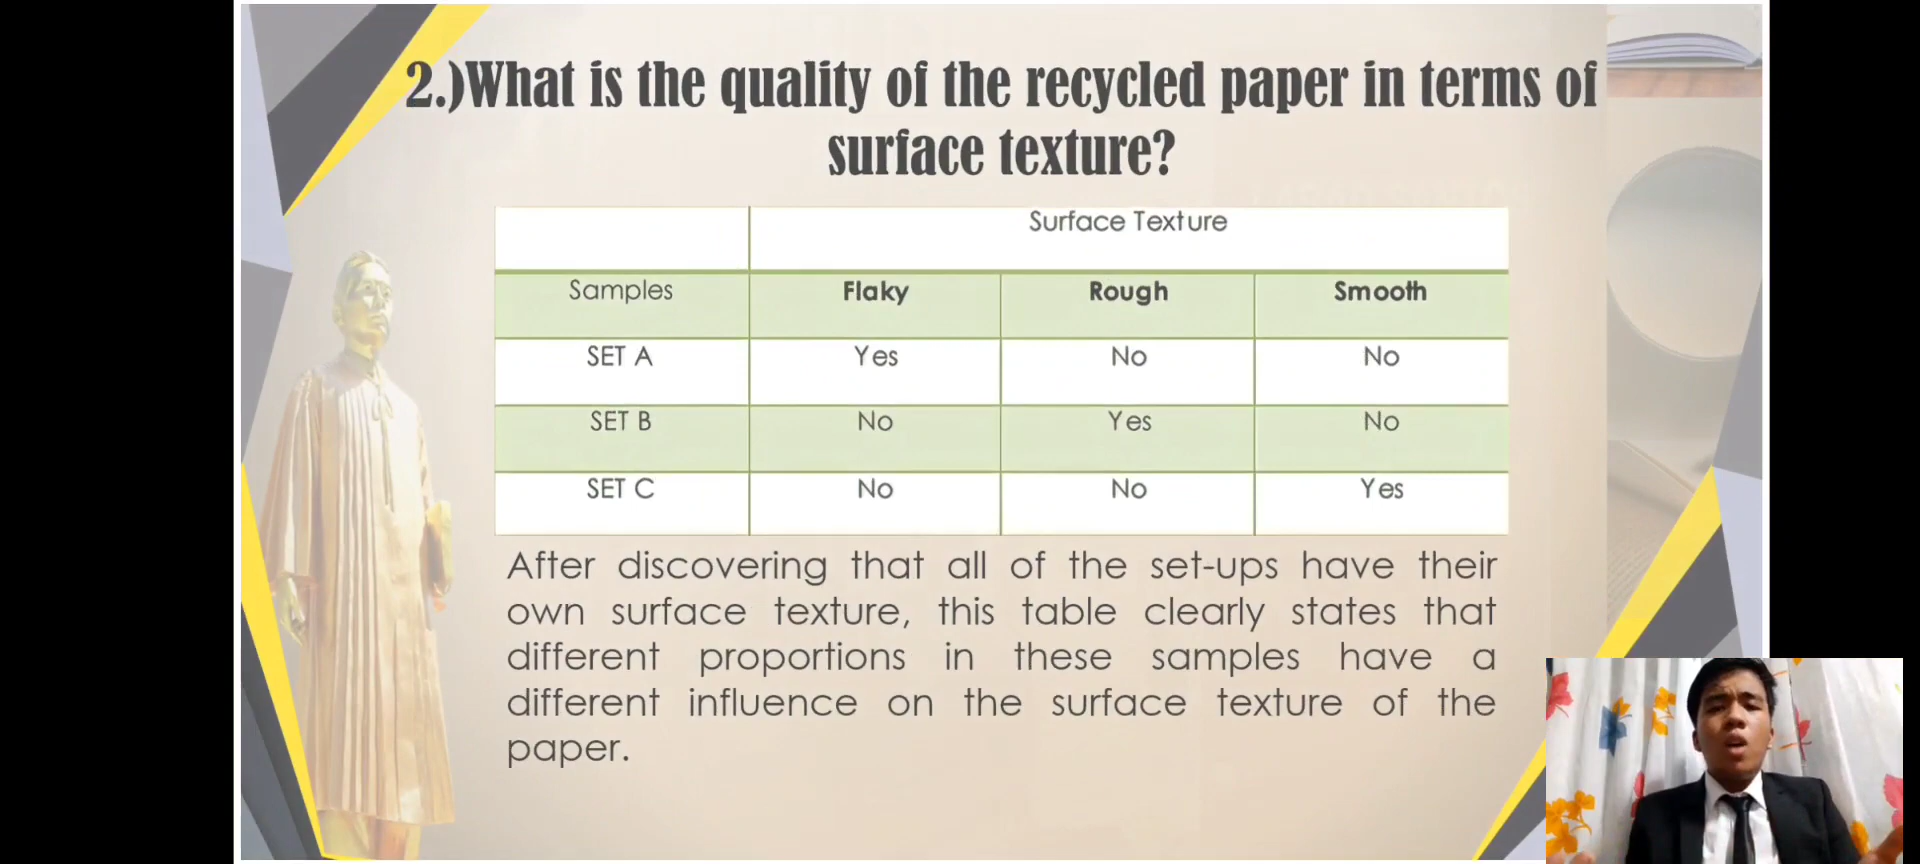 2.)What is the quality of the recycled paper in terms of
surface texture?
Surface Texture
Samples Flaky Rough Smooth
SET A Yes No No
SET B No Yes No
SET C No No Yes
After discovering that all of the set-ups have their
own surface texture, this table clearly states that
different proportions in these samples have a
different influence on the surface texture of the
paper.